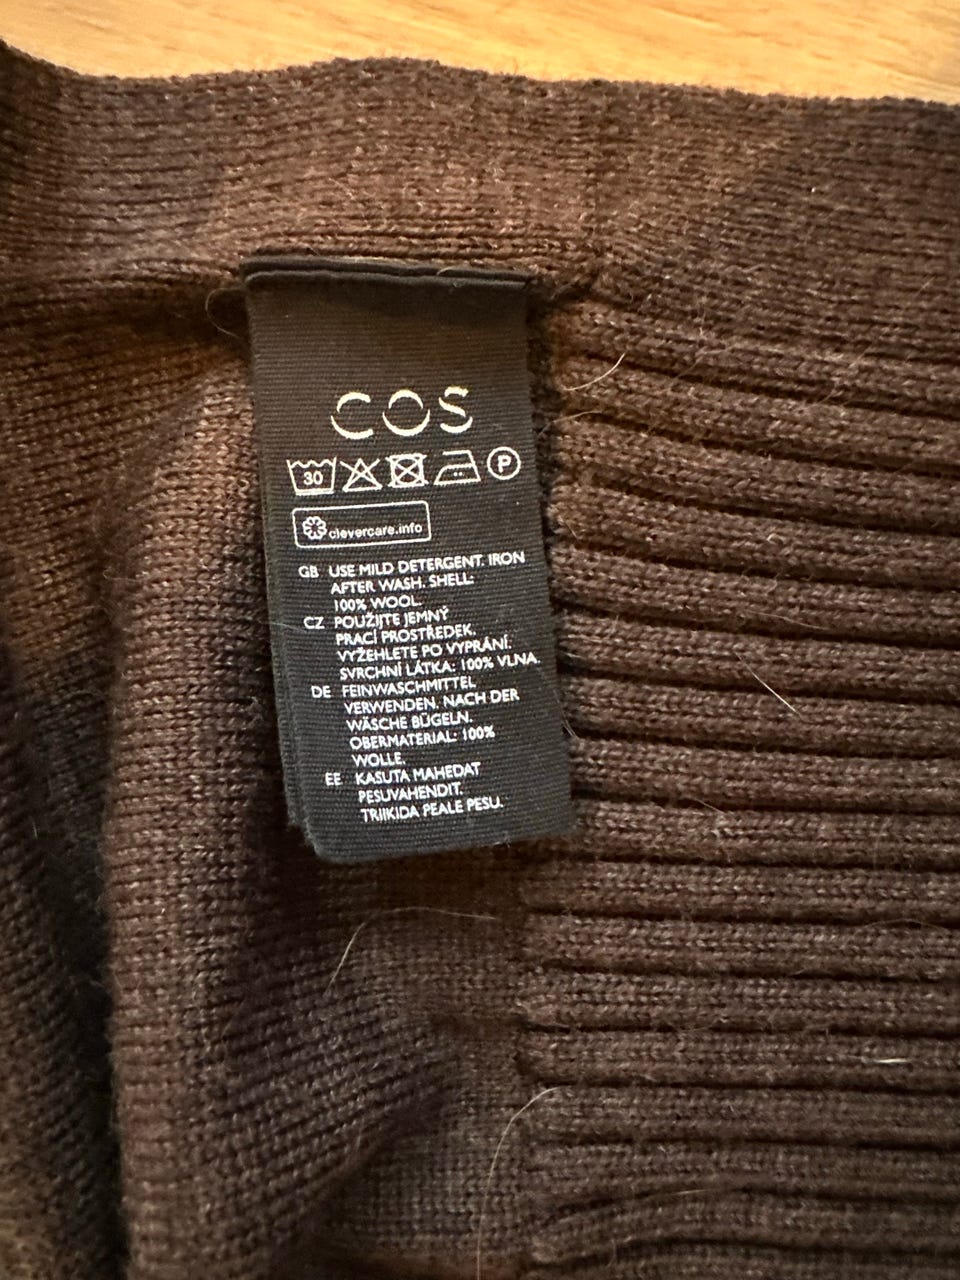 COS
30 P
clevercare.info
GB USE MILD DETERGENT. IRON
AFTER WASH. SHELL:
100% WOOL.
CZ POUŽIJTE JEMNÝ
PRACÍ PROSTŘEDEK.
VYŽEHLETE PO VYPRÁNÍ.
SVRCHNÍ LÁTKA: 100% VLNA.
DE FEINWASCHMITTEL
VERWENDEN. NACH DER
WÄSCHE BÜGELN.
OBERMATERIAL: 100%
WOLLE.
EE KASUTA MAHEDAT
PESUVAHENDIT.
TRIIKIDA PEALE PESU.